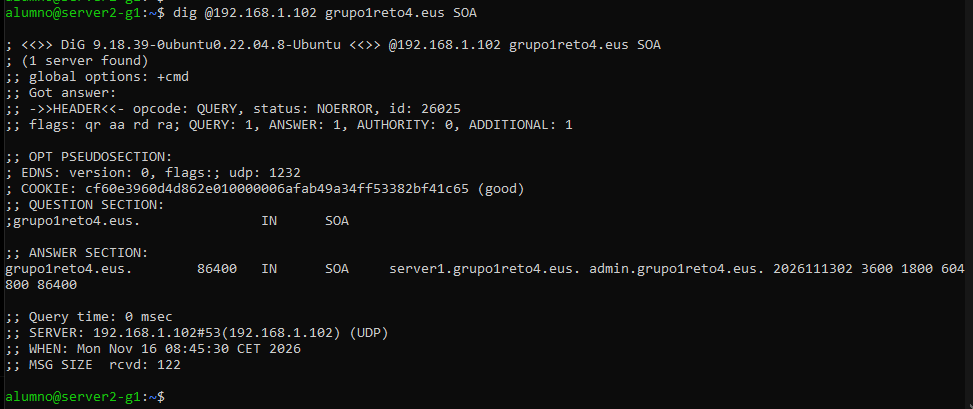 alumno@server2-g1:~$ dig @192.168.1.102 grupo1reto4.eus SOA
; <<>> DiG 9.18.39-0ubuntu0.22.04.8-Ubuntu <<>> @192.168.1.102 grupo1reto4.eus SOA
; (1 server found)
;; global options: +cmd
;; Got answer:
;; ->>HEADER<<- opcode: QUERY, status: NOERROR, id: 26025
;; flags: qr aa rd ra; QUERY: 1, ANSWER: 1, AUTHORITY: 0, ADDITIONAL: 1
;; OPT PSEUDOSECTION:
; EDNS: version: 0, flags:; udp: 1232
; COOKIE: cf60e3960d4d862e010000006afab49a34ff53382bf41c65 (good)
;; QUESTION SECTION:
;grupo1reto4.eus. IN SOA
;; ANSWER SECTION:
grupo1reto4.eus. 86400 IN SOA server1.grupo1reto4.eus. admin.grupo1reto4.eus. 2026111302 3600 1800 604
800 86400
;; Query time: 0 msec
;; SERVER: 192.168.1.102#53(192.168.1.102) (UDP)
;; WHEN: Mon Nov 16 08:45:30 CET 2026
;; MSG SIZE rcvd: 122
alumno@server2-g1:~$